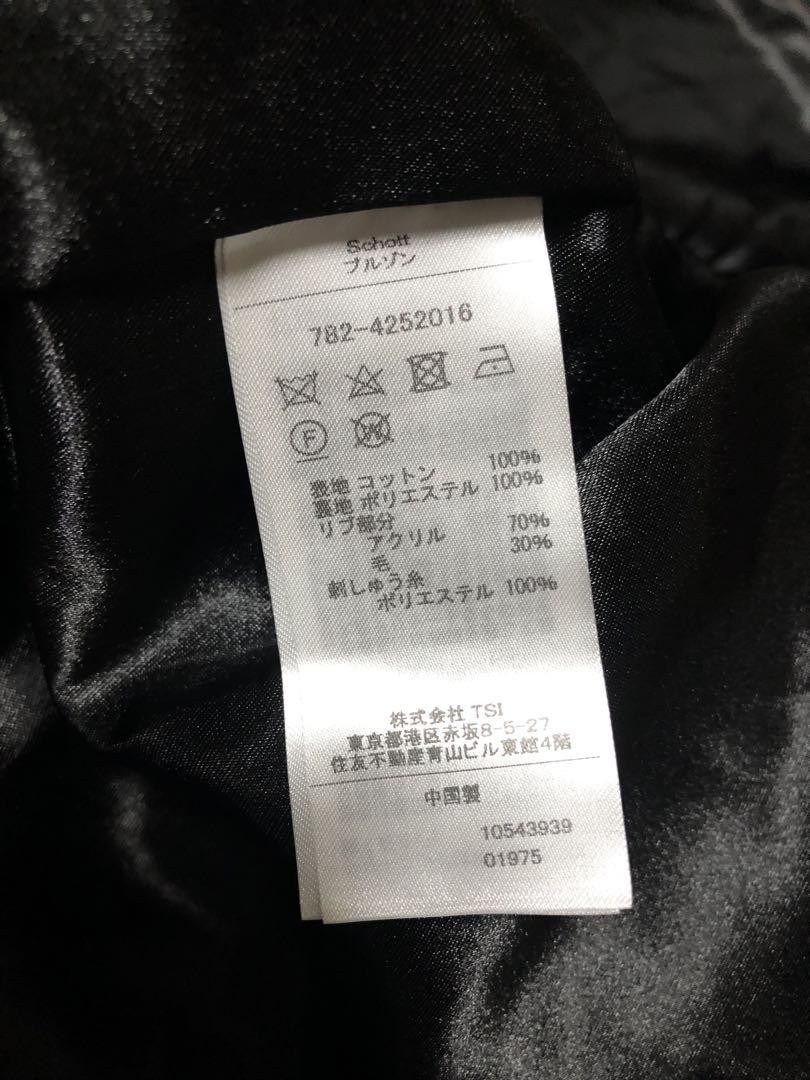 Schott
ブルゾン
782-4252016
F
W
表地 コットン 100%
裏地 ポリエステル 100%
リブ部分
アクリル 70%
毛 30%
刺しゅう糸
ポリエステル 100%
株式会社 TSI
東京都港区赤坂8-5-27
住友不動産青山ビル東館4階
中国製
10543939
01975